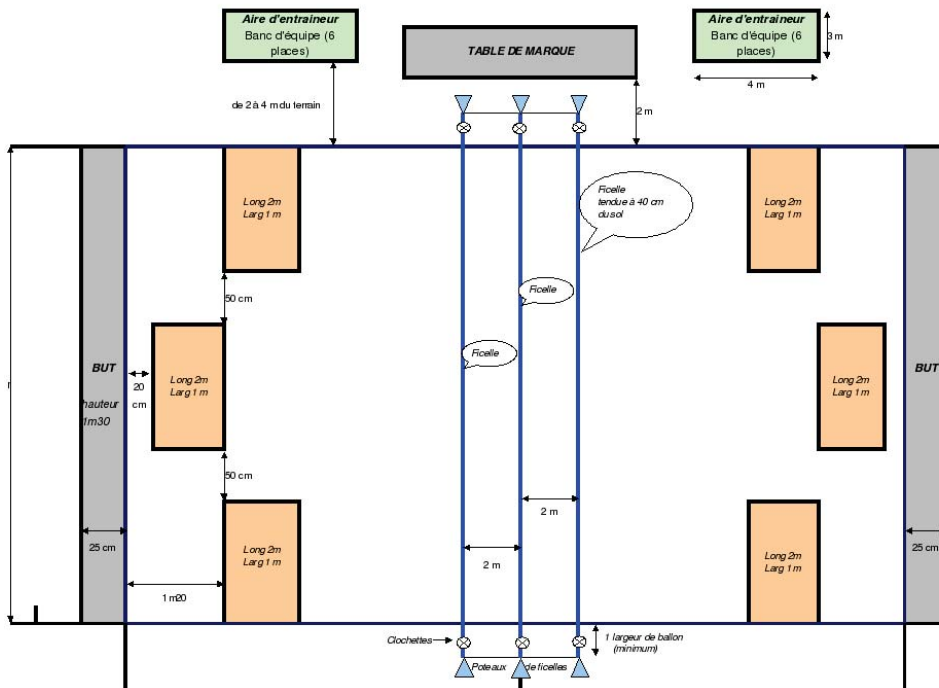 Aire d'entraineur
Banc d'équipe (6
places)
TABLE DE MARQUE
Aire d'entraineur
Banc d'équipe (6
places)
3 m
4 m
de 2 à 4 m du terrain
2 m
Long 2m
Larg 1 m
Ficelle
tendue à 40 cm
du sol
Long 2m
Larg 1 m
50 cm
Ficelle
Ficelle
BUT
hauteur
1m30
20
cm
Long 2m
Larg 1 m
Long 2m
Larg 1 m
BUT
50 cm
2 m
25 cm
Long 2m
Larg 1 m
2 m
Long 2m
Larg 1 m
25 cm
1 m20
Clochettes
1 largeur de ballon
(minimum)
Poteaux de ficelles